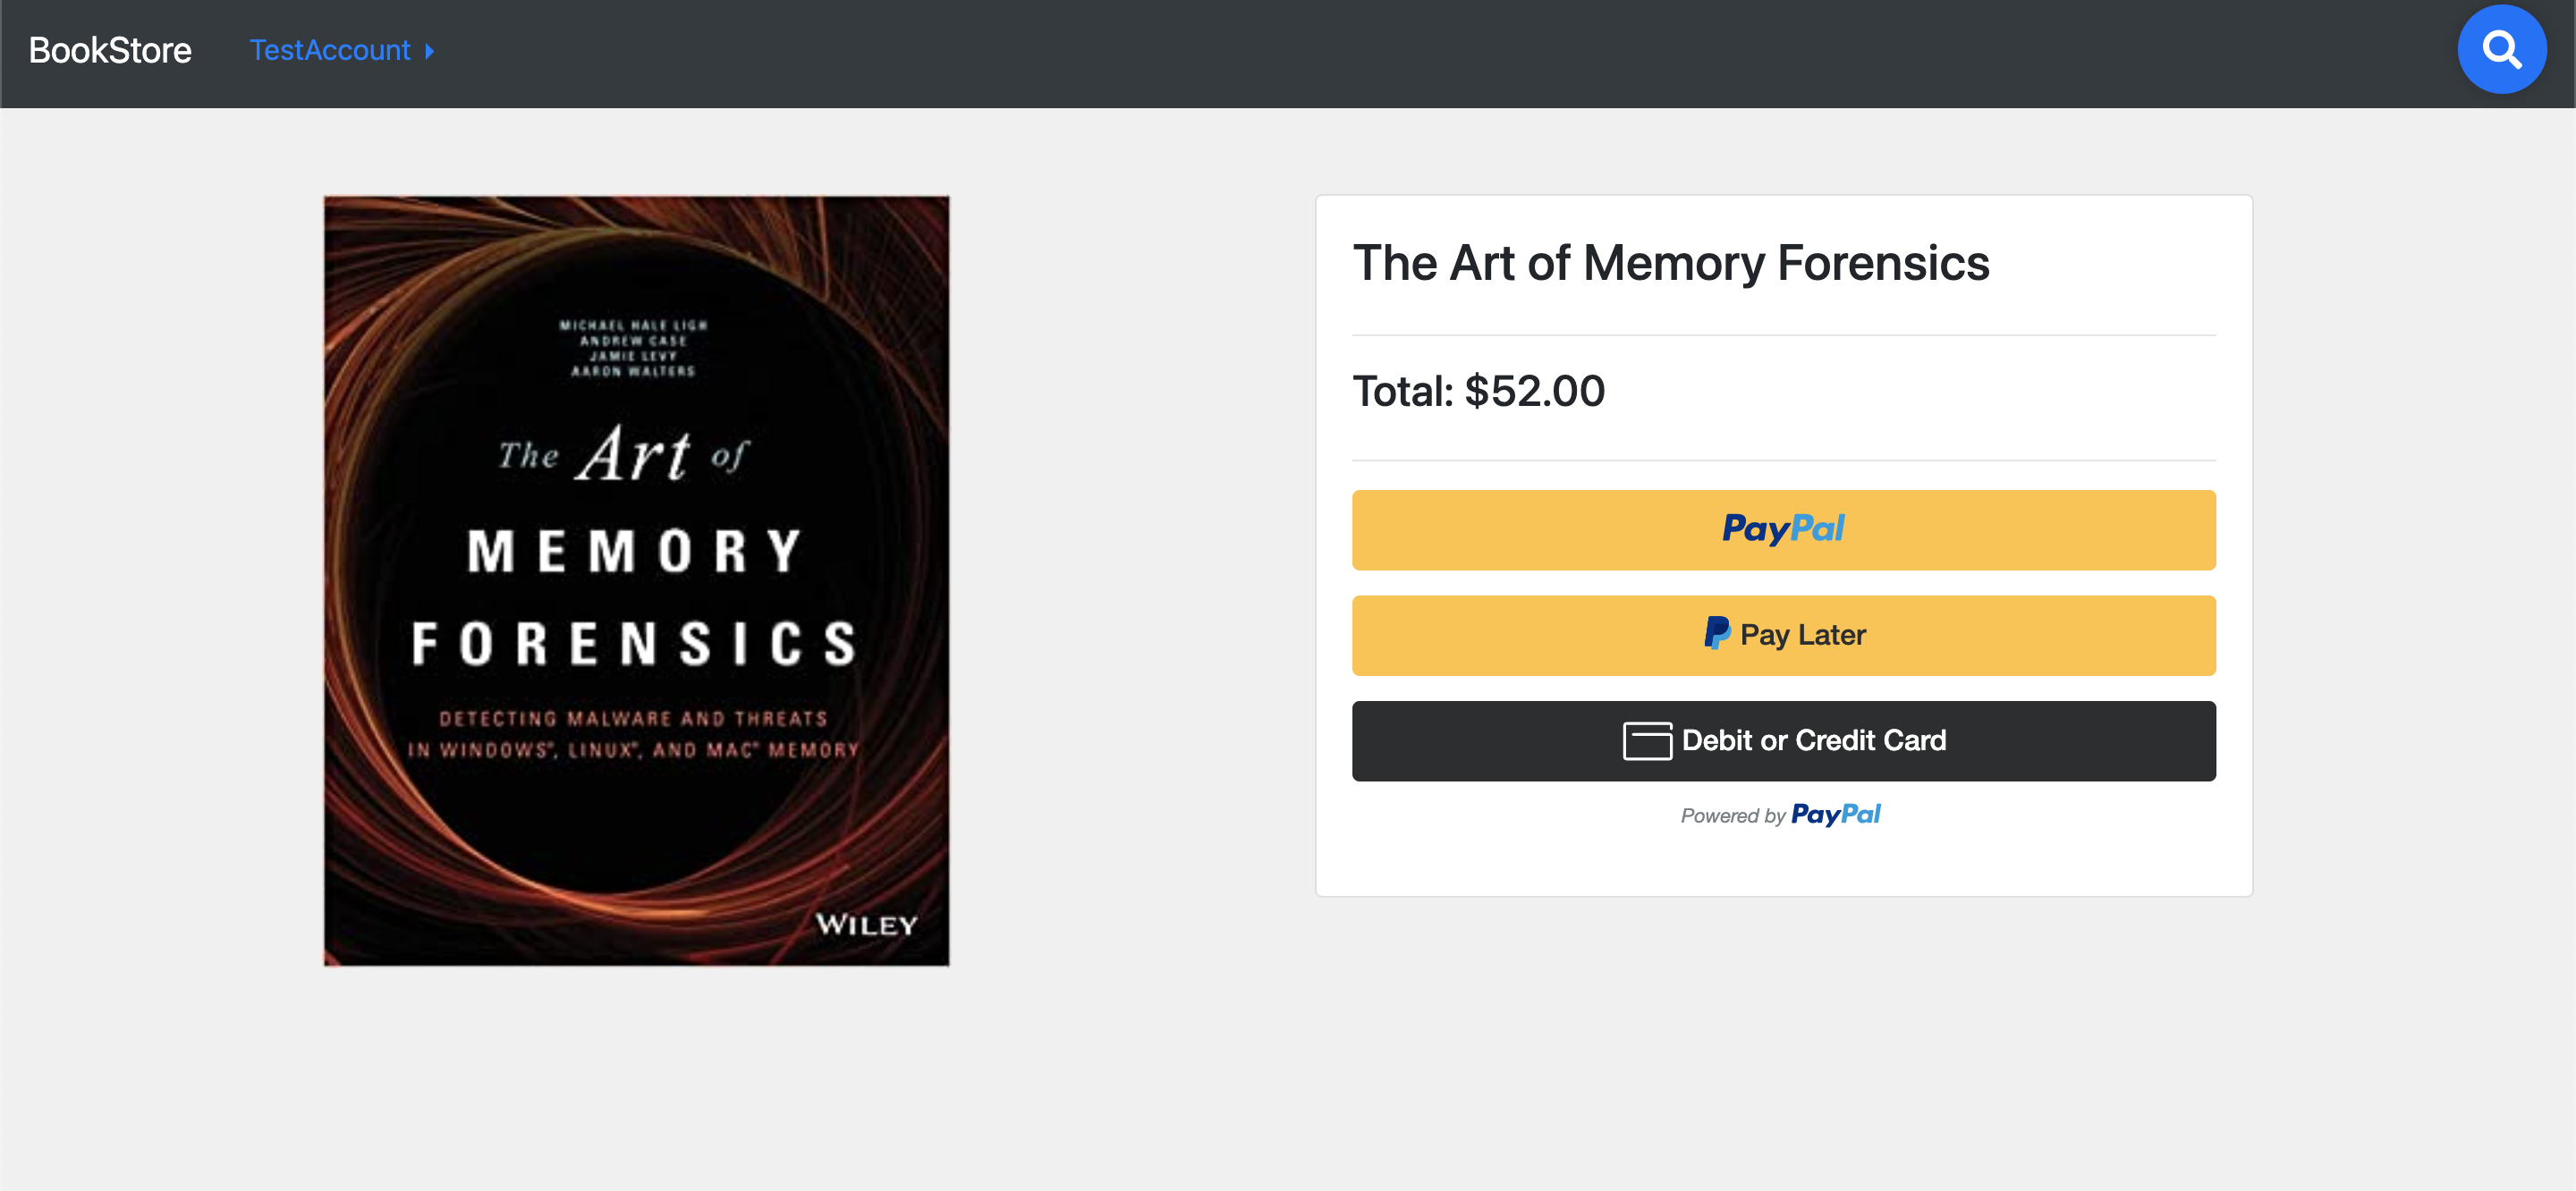 BookStore
TestAccount
MICHAEL HALE LIGH
ANDREW CASE
JAMIE LEVY
AARON WALTERS
The Art of
MEMORY
FORENSICS
DETECTING MALWARE AND THREATS
IN WINDOWS®, LINUX®, AND MAC® MEMORY
WILEY
The Art of Memory Forensics
Total: $52.00
PayPal
Pay Later
Debit or Credit Card
Powered by PayPal